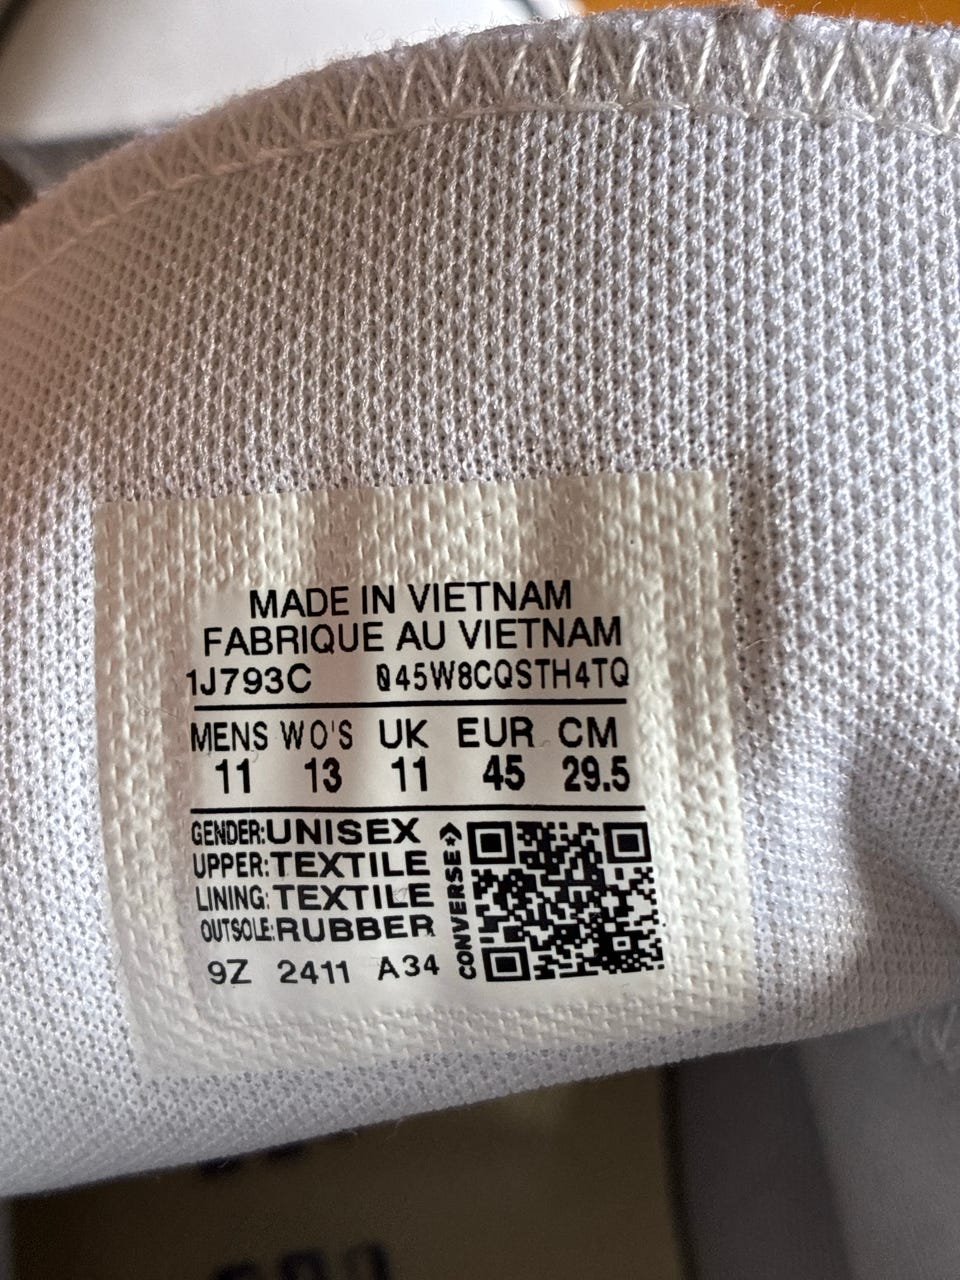 MADE IN VIETNAM
FABRIQUE AU VIETNAM
1J793C 045W8CQSTH4TQ
MENS WO'S UK EUR CM
11 13 11 45 29.5
GENDER:UNISEX
UPPER:TEXTILE
LINING:TEXTILE
OUTSOLE:RUBBER
9Z 2411 A34
CONVERSE